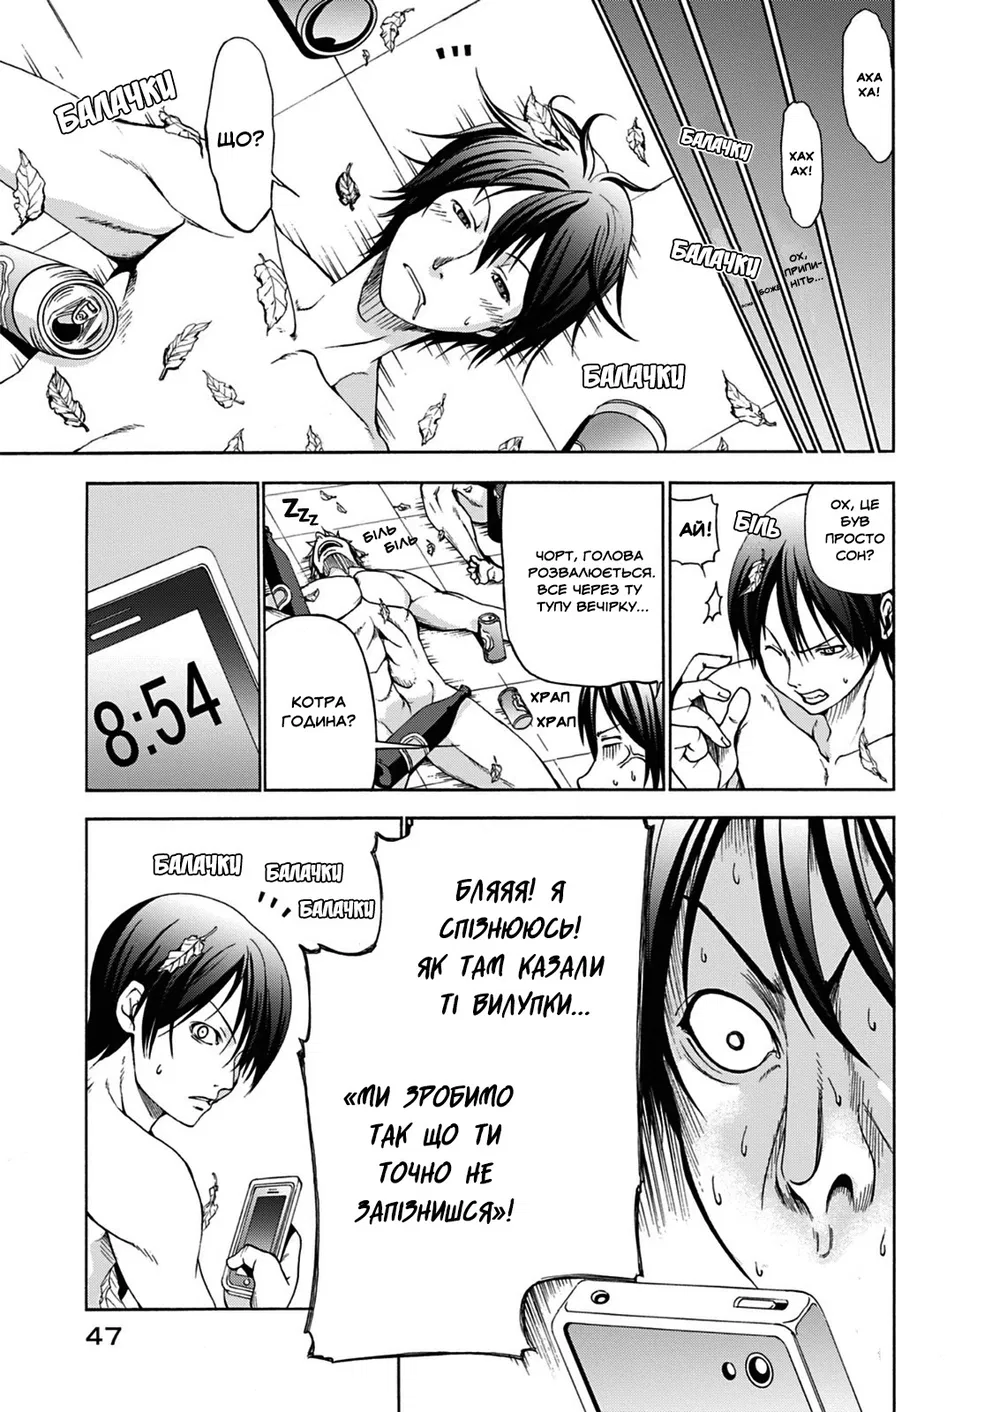 АХА
ХА!
ХАХ
АХ!
БАЛАЧКИ
БАЛАЧКИ
ОХ,
ПРИПИ-
НІТЬ...
БОЖЕ
БАЛАЧКИ
ЩО?
БАЛАЧКИ
ОХ, ЦЕ
БУВ
ПРОСТО
СОН?
БІЛЬ
АЙ!
ЧОРТ, ГОЛОВА
РОЗВАЛЮЄТЬСЯ.
ВСЕ ЧЕРЕЗ ТУ
ТУПУ ВЕЧІРКУ...
ZZZ
БІЛЬ
БІЛЬ
ХРАП
ХРАП
КОТРА
ГОДИНА?
8:54
БЛЯЯЯ! Я
СПІЗНЮЮСЬ!
ЯК ТАМ КАЗАЛИ
ТІ ВИЛУПКИ...
«МИ ЗРОБИМО
ТАК ЩО ТИ
ТОЧНО НЕ
ЗАПІЗНИШСЯ»!
БАЛАЧКИ
БАЛАЧКИ
БАЛАЧКИ
47